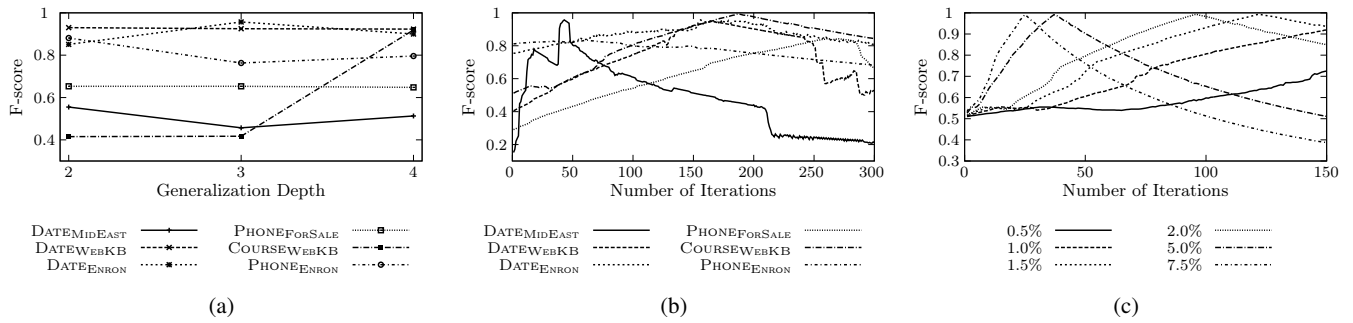 F-score
1
0.8
0.6
0.4
2
3
4
Generalization Depth
DATEMIDEAST
DATEWEBKB
DATEENRON
PHONEFORSALE
COURSEWEBKB
PHONEENRON
(a)
F-score
1
0.8
0.6
0.4
0.2
0
50
100
150
200
250
300
Number of Iterations
DATEMIDEAST
DATEWEBKB
DATEENRON
PHONEFORSALE
COURSEWEBKB
PHONEENRON
(b)
F-score
1
0.9
0.8
0.7
0.6
0.5
0.4
0.3
0
50
100
150
Number of Iterations
0.5%
1.0%
1.5%
2.0%
5.0%
7.5%
(c)